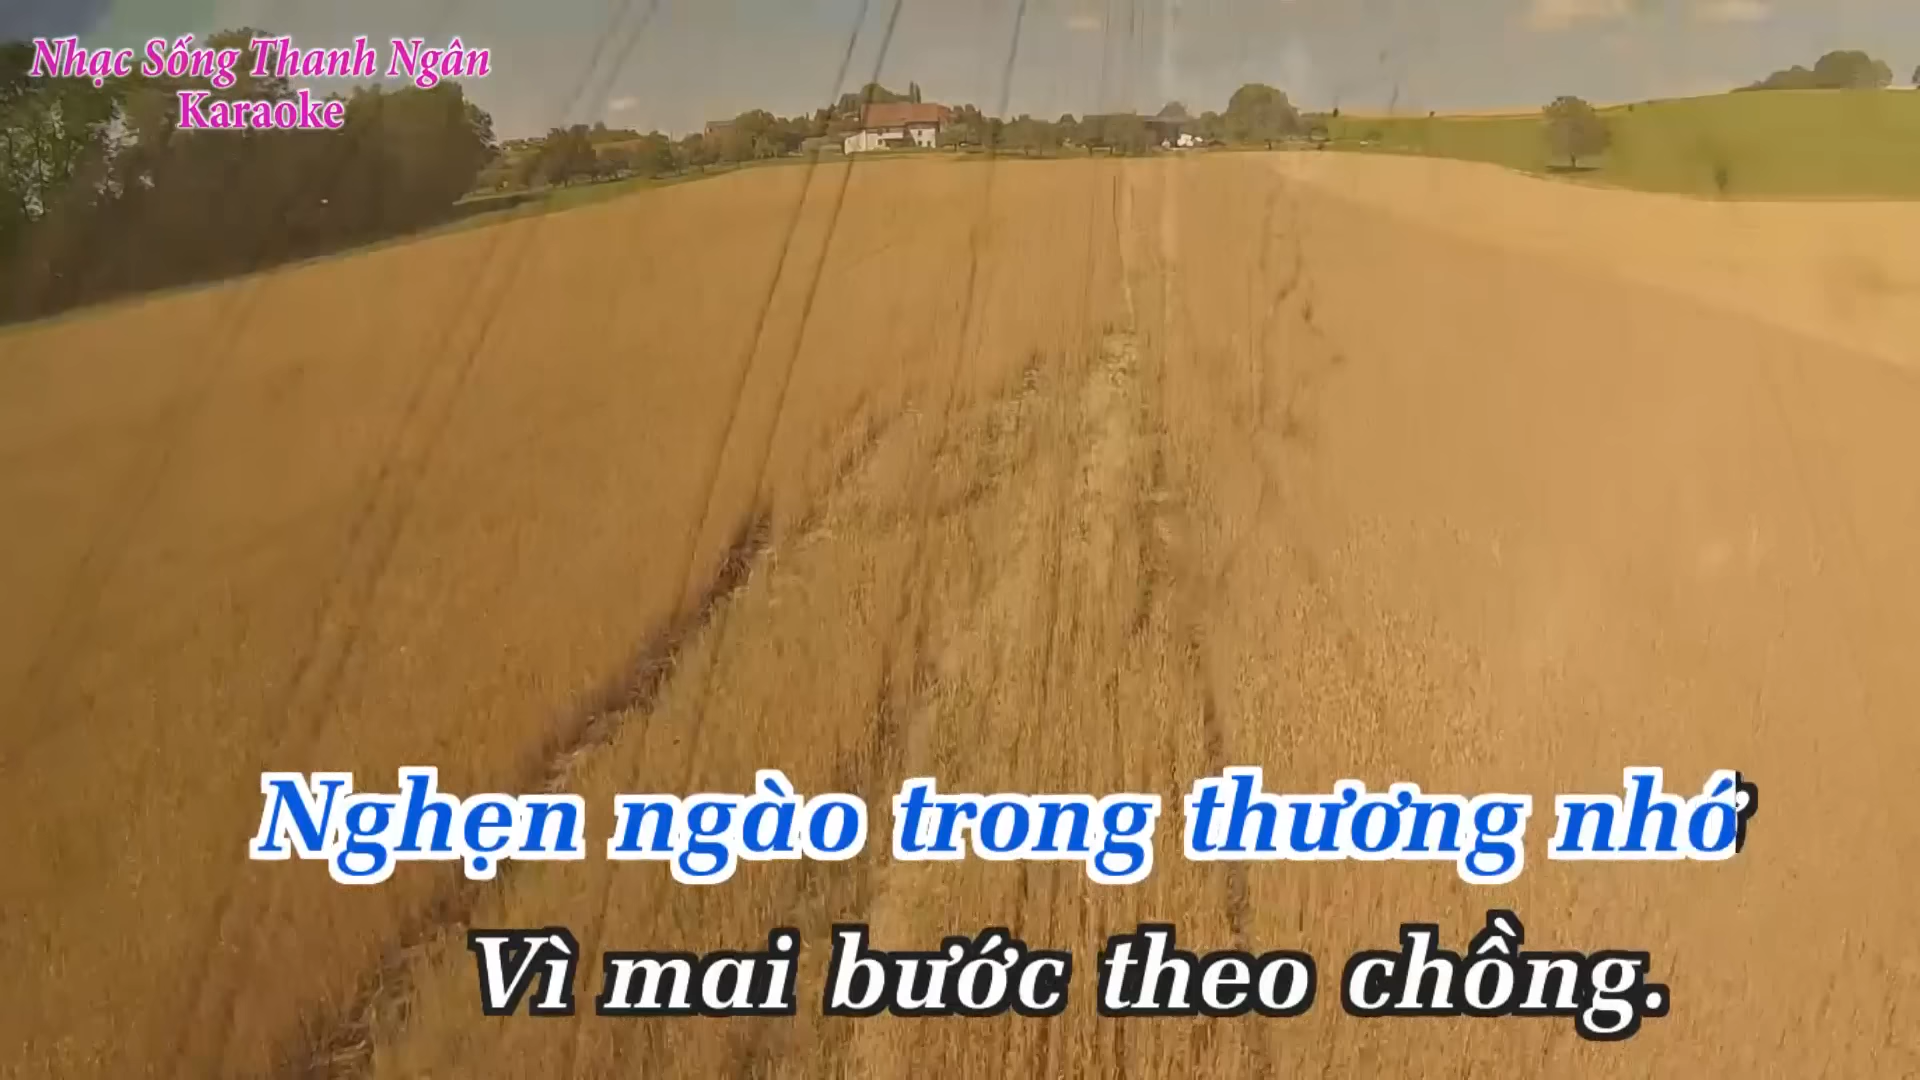 Nhạc Sống Thanh Ngân
Karaoke
Nghẹn ngào trong thương nhớ
Vì mai bước theo chồng.